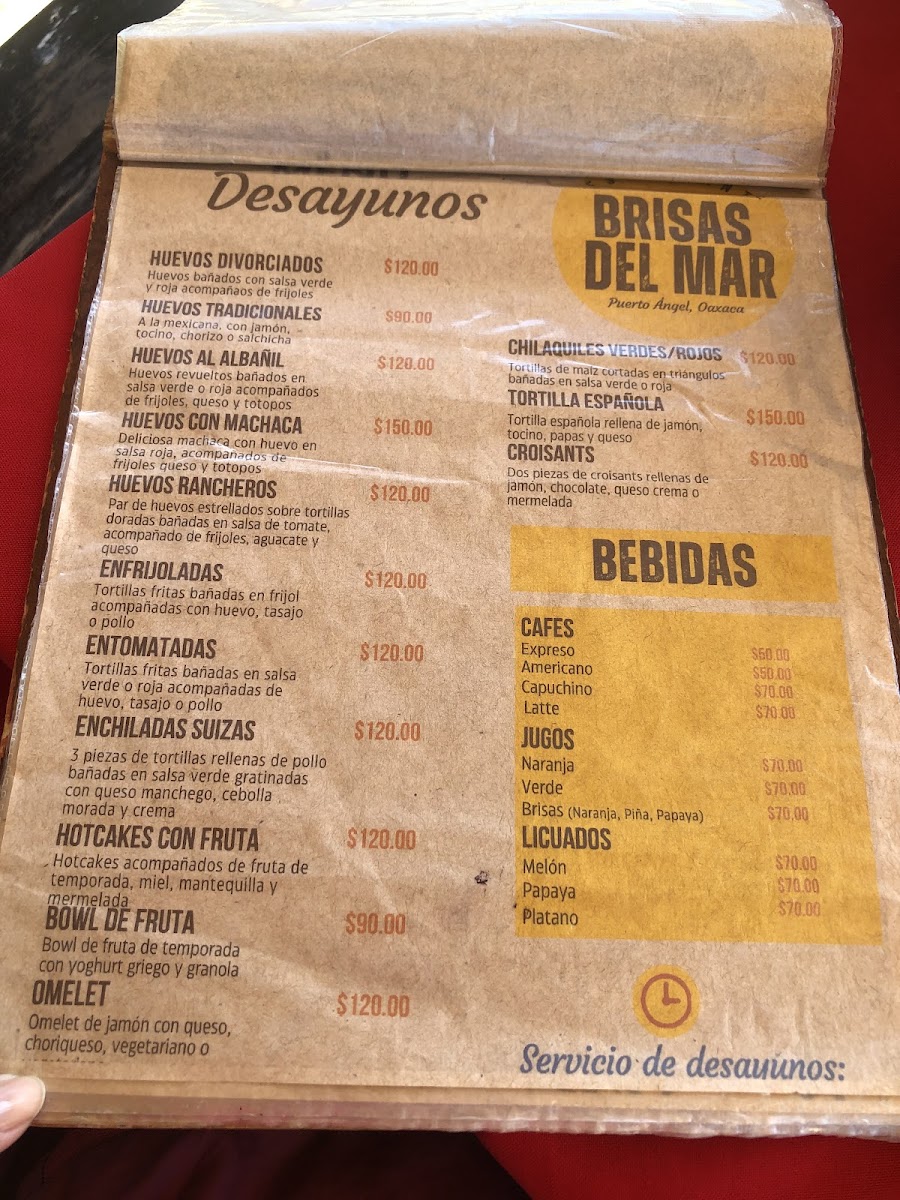 Desayunos
HUEVOS DIVORCIADOS $120.00
Huevos bañados con salsa verde
y roja acompañaos de frijoles
HUEVOS TRADICIONALES $90.00
A la mexicana, con jamón,
tocino, chorizo o salchicha
HUEVOS AL ALBAÑIL $120.00
Huevos revueltos bañados en
salsa verde o roja acompañados
de frijoles, queso y totopos
HUEVOS CON MACHACA $150.00
Deliciosa machaca con huevo en
salsa roja, acompañados de
frijoles queso y totopos
HUEVOS RANCHEROS $120.00
Par de huevos estrellados sobre tortillas
doradas bañadas en salsa de tomate,
acompañado de frijoles, aguacate y
queso
ENFRIJOLADAS $120.00
Tortillas fritas bañadas en frijol
acompañadas con huevo, tasajo
o pollo
ENTOMATADAS $120.00
Tortillas fritas bañadas en salsa
verde o roja acompañadas de
huevo, tasajo o pollo
ENCHILADAS SUIZAS $120.00
3 piezas de tortillas rellenas de pollo
bañadas en salsa verde gratinadas
con queso manchego, cebolla
morada y crema
HOTCAKES CON FRUTA $120.00
Hotcakes acompañados de fruta de
temporada, miel, mantequilla y
mermelada
BOWL DE FRUTA $90.00
Bowl de fruta de temporada
con yoghurt griego y granola
OMELET $120.00
Omelet de jamón con queso,
choriqueso, vegetariano o
BRISAS
DEL MAR
Puerto Ángel, Oaxaca
CHILAQUILES VERDES/ROJOS $120.00
Tortillas de maiz cortadas en triángulos
bañadas en salsa verde o roja
TORTILLA ESPAÑOLA $150.00
Tortilla española rellena de jamón,
tocino, papas y queso
CROISANTS $120.00
Dos piezas de croisants rellenas de
jamón, chocolate, queso crema o
mermelada
BEBIDAS
CAFES
Expreso $50.00
Americano $50.00
Capuchino $70.00
Latte $70.00
JUGOS
Naranja $70.00
Verde $70.00
Brisas (Naranja, Piña, Papaya) $70.00
LICUADOS
Melón $70.00
Papaya $70.00
Platano $70.00
Servicio de desayunos: